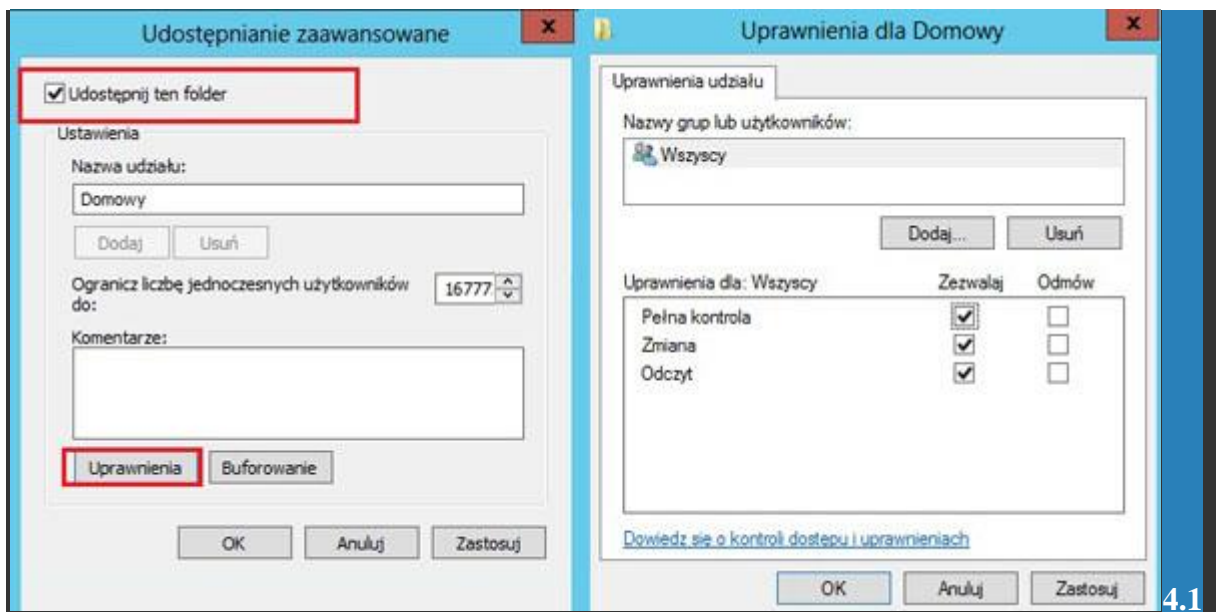 Udostępnianie zaawansowane
x
Udostępnij ten folder
Ustawienia
Nazwa udziału:
Domowy
Dodaj
Usuń
Ogranicz liczbę jednoczesnych użytkowników
do:
16777
Komentarze:
Uprawnienia
Buforowanie
OK
Anuluj
Zastosuj
Uprawnienia dla Domowy
x
Uprawnienia udziału
Nazwy grup lub użytkowników:
Wszyscy
Dodaj...
Usuń
Uprawnienia dla: Wszyscy
Zezwalaj
Odmów
Pełna kontrola
Zmiana
Odczyt
Dowiedz się o kontroli dostępu i uprawnieniach
OK
Anuluj
Zastosuj
4.1